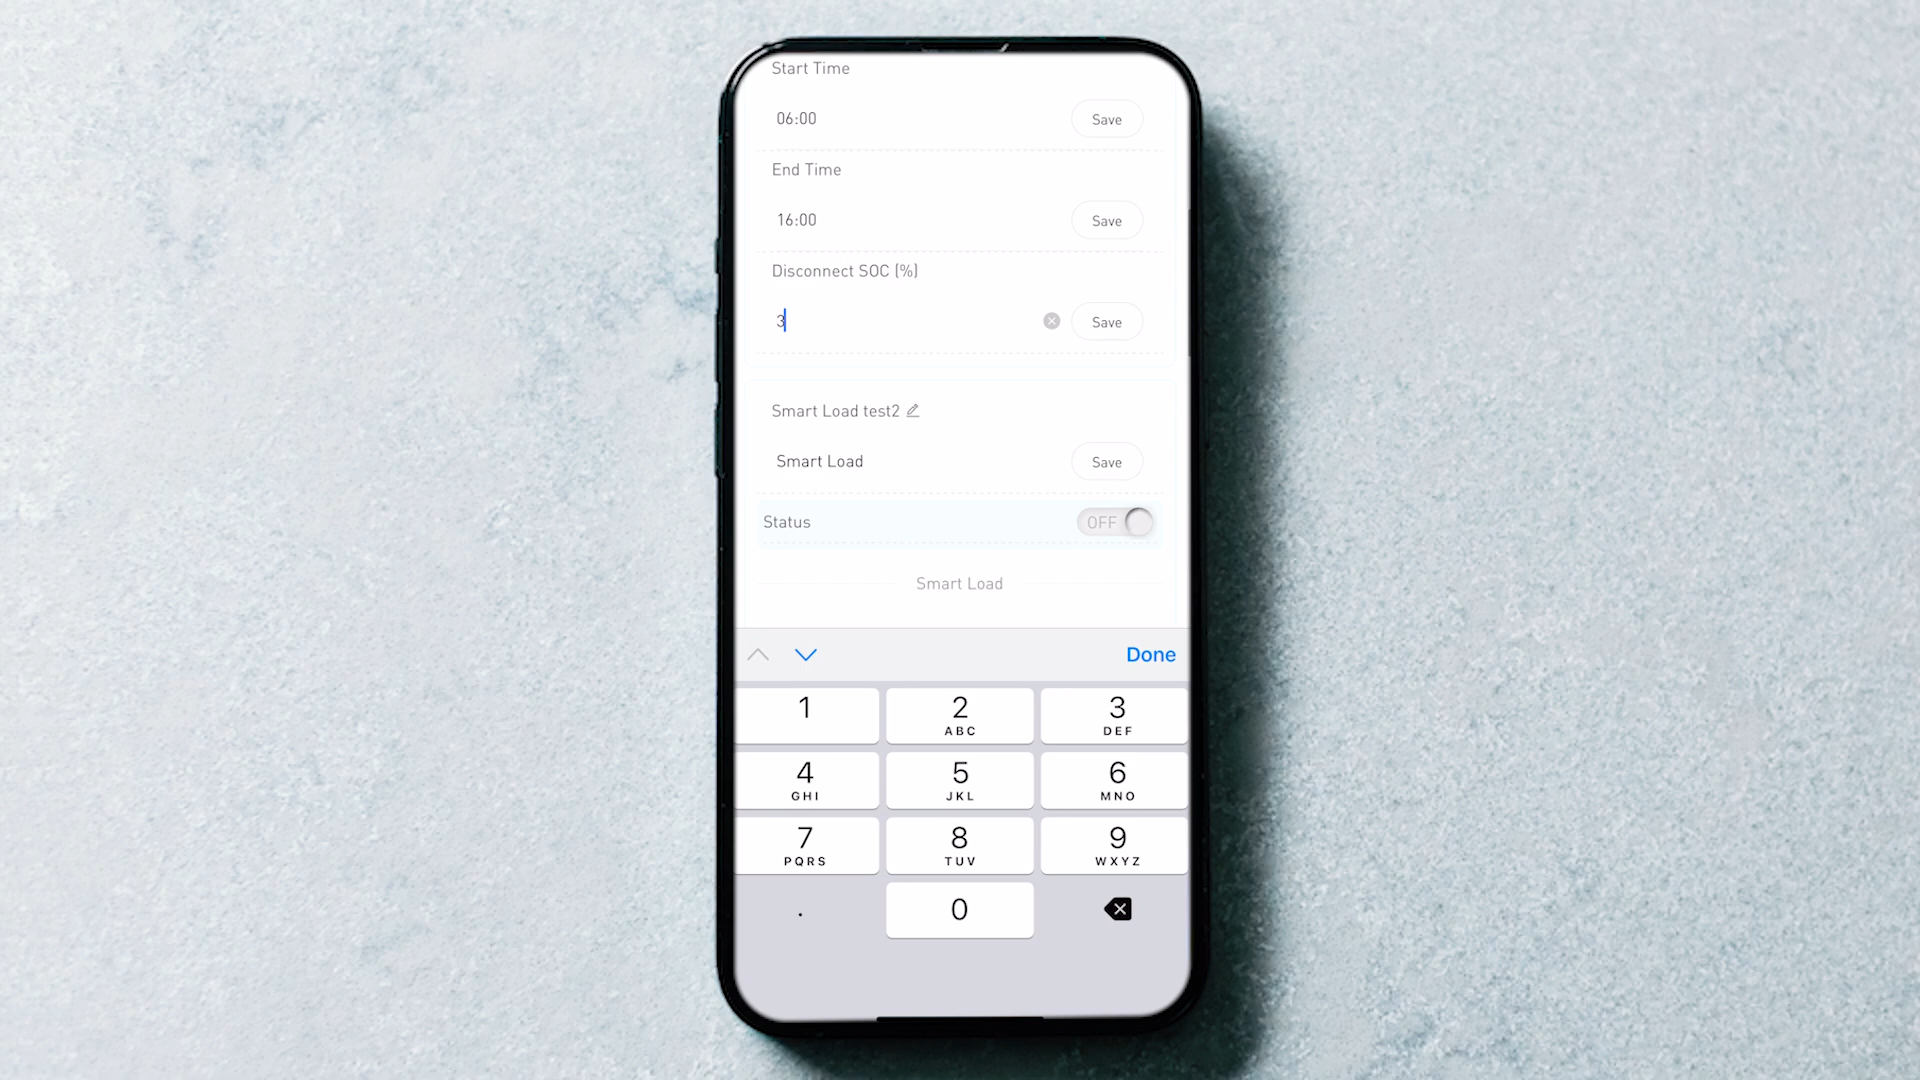 Start Time
06:00 Save
End Time
16:00 Save
Disconnect SOC (%)
3 Save
Smart Load test2
Smart Load Save
Status OFF
Smart Load
Done
1 2 3
ABC DEF
4 5 6
GHI JKL MNO
7 8 9
PQRS TUV WXYZ
. 0